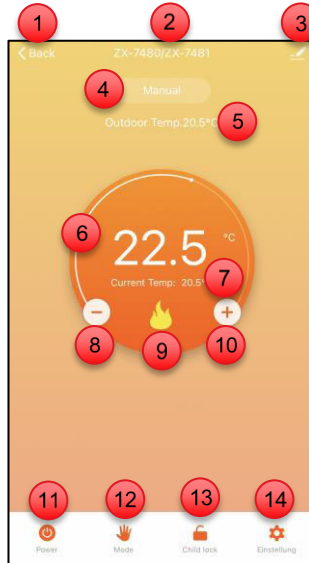 1 2 3
Back ZX-7480/ZX-7481
4 Manual
Outdoor Temp.20.5°C 5
6
22.5 °C
7
Current Temp: 20.5°
8 9 10
11 12 13 14
Power Mode Child lock Einstellung